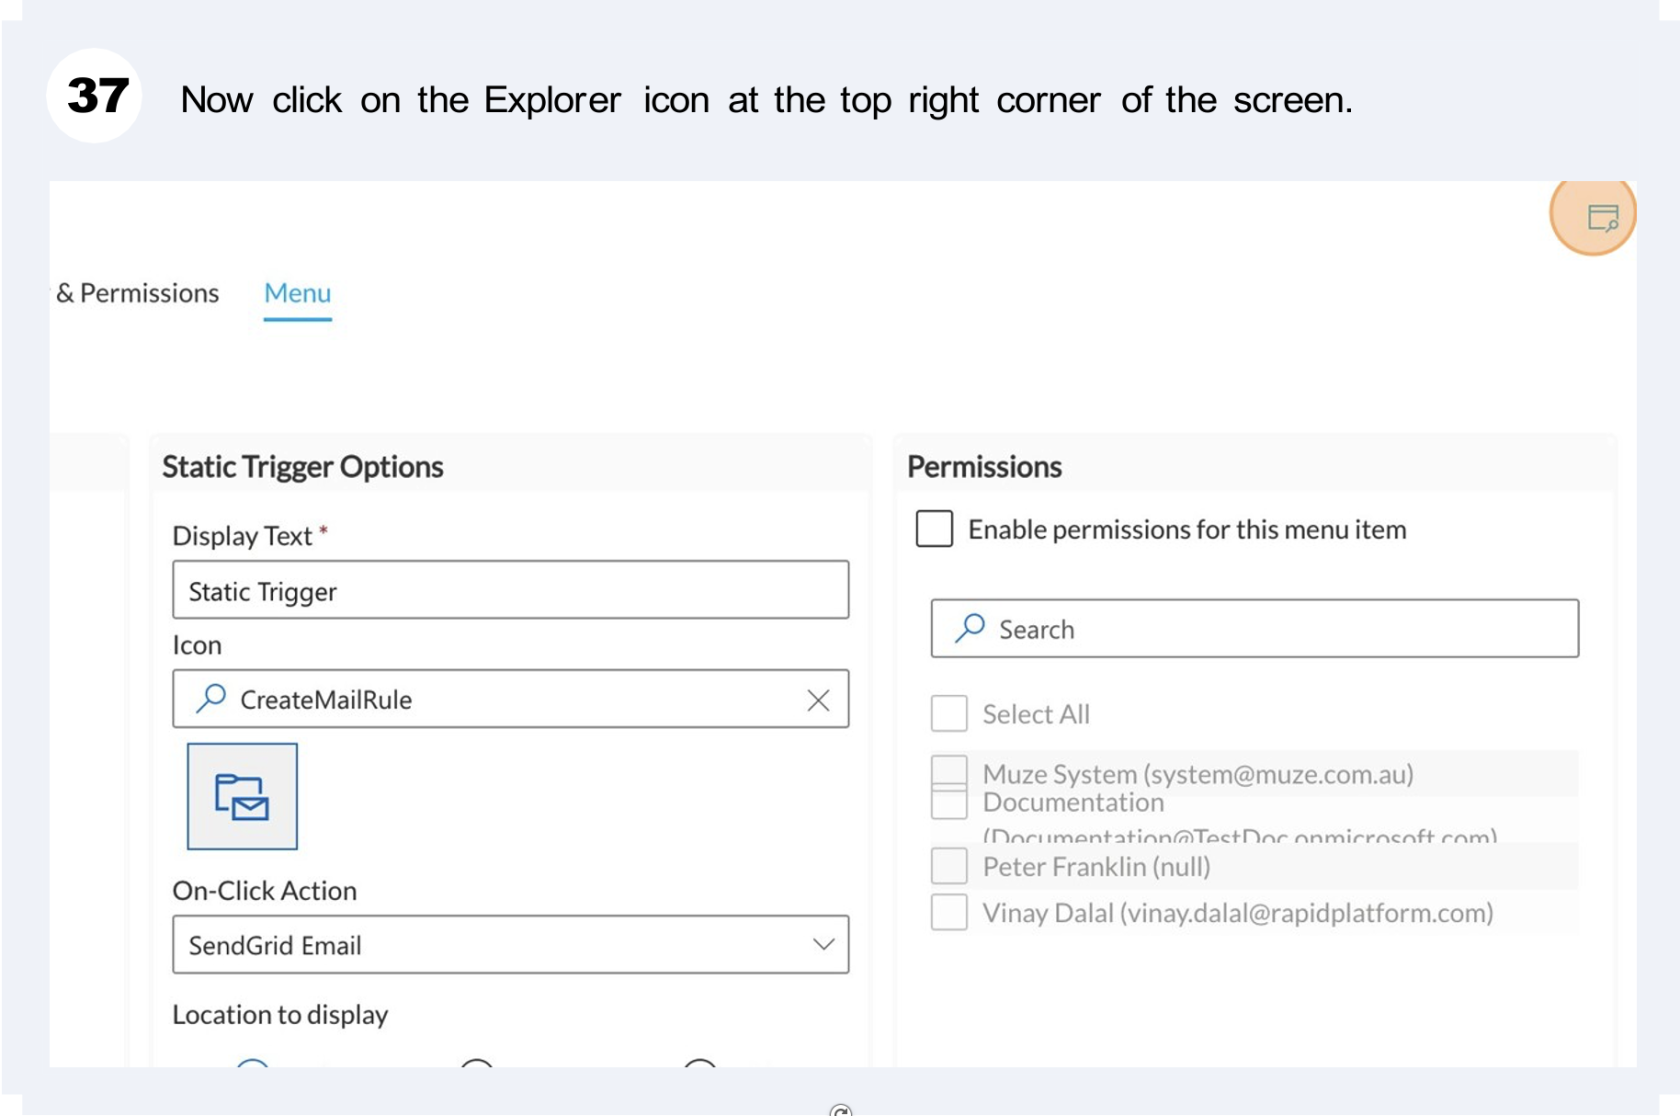 37 Now click on the Explorer icon at the top right corner of the screen.
& Permissions Menu
Static Trigger Options
Display Text *
Static Trigger
Icon
CreateMailRule
On-Click Action
SendGrid Email
Location to display
Permissions
Enable permissions for this menu item
Search
Select All
Muze System (system@muze.com.au)
Documentation
(Documentation@TestDoc.onmicrosoft.com)
Peter Franklin (null)
Vinay Dalal (vinay.dalal@rapidplatform.com)